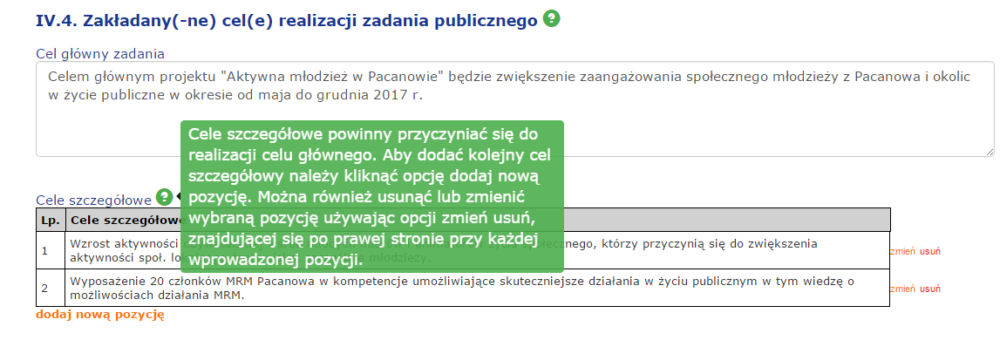 IV.4. Zakładany(-ne) cel(e) realizacji zadania publicznego ?
Cel główny zadania
Celem głównym projektu "Aktywna młodzież w Pacanowie" będzie zwiększenie zaangażowania społecznego młodzieży z Pacanowa i okolic
w życie publiczne w okresie od maja do grudnia 2017 r.
Cele szczegółowe powinny przyczyniać się do
realizacji celu głównego. Aby dodać kolejny cel
szczegółowy należy kliknąć opcję dodaj nową
pozycję. Można również usunąć lub zmienić
wybraną pozycję używając opcji zmień usuń,
znajdującej się po prawej stronie przy każdej
wprowadzonej pozycji.
Cele szczegółowe ?
Lp. Cele szczegółowe
1 Wzrost aktywności społecznego, którzy przyczynią się do zwiększenia
aktywności społ. młodzieży.
zmień usuń
2 Wyposażenie 20 członków MRM Pacanowa w kompetencje umożliwiające skuteczniejsze działania w życiu publicznym w tym wiedzę o
możliwościach działania MRM.
zmień usuń
dodaj nową pozycję